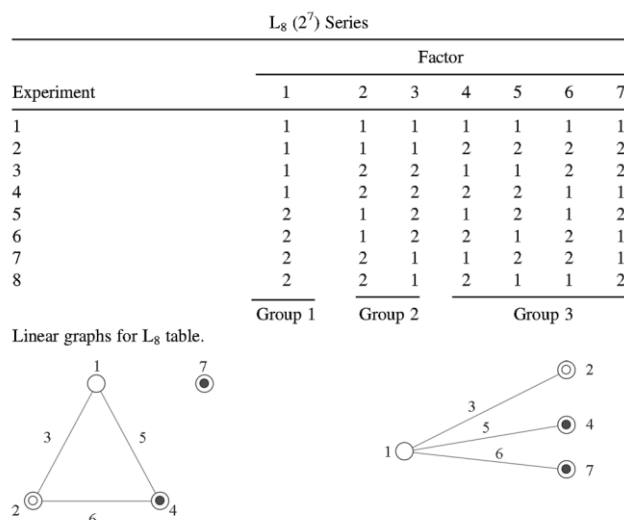 L₈ (2⁷) Series
Factor
Experiment 1 2 3 4 5 6 7
1 1 1 1 1 1 1 1
2 1 1 1 2 2 2 2
3 1 2 2 1 1 2 2
4 1 2 2 2 2 1 1
5 2 1 2 1 2 1 2
6 2 1 2 2 1 2 1
7 2 2 1 1 2 2 1
8 2 2 1 2 1 1 2
Group 1 Group 2 Group 3
Linear graphs for L₈ table.
1 7
2
3 5
3
5 4
1 6
7
2 4
6